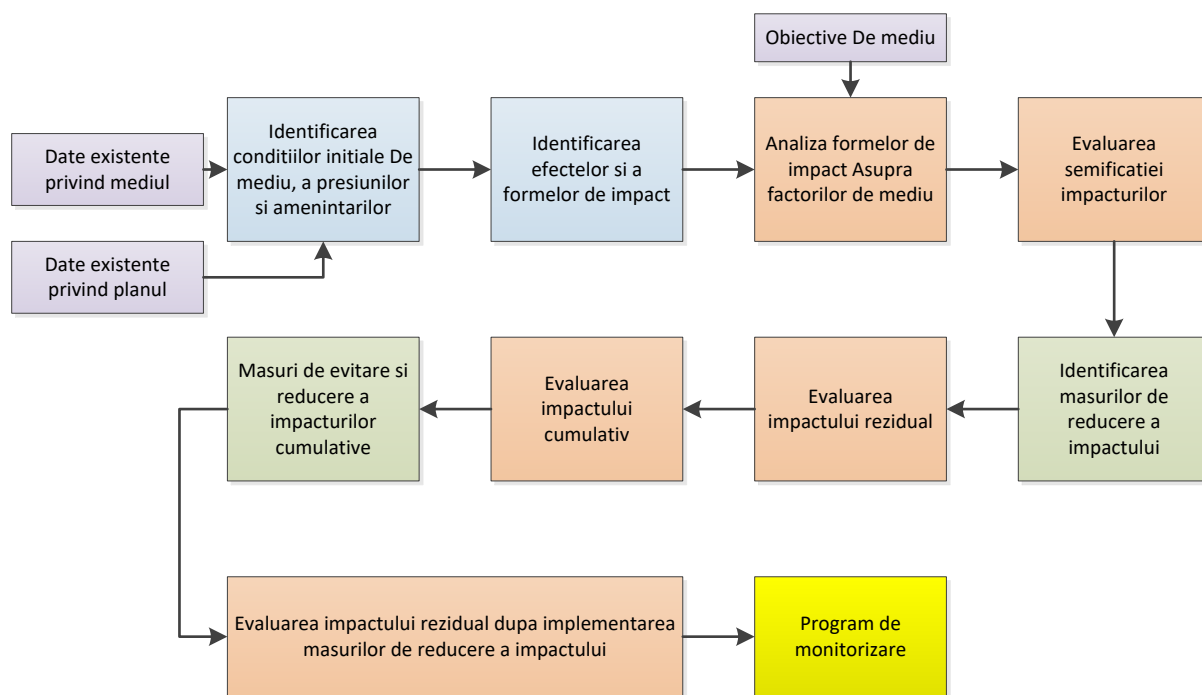 Obiective De mediu
Date existente
privind mediul
Identificarea
conditiilor initiale De
mediu, a presiunilor
si amenintarilor
Identificarea
efectelor si a
formelor de impact
Analiza formelor de
impact Asupra
factorilor de mediu
Evaluarea
semificatiei
impacturilor
Date existente
privind planul
Masuri de evitare si
reducere a
impacturilor
cumulative
Evaluarea
impactului
cumulativ
Evaluarea
impactului rezidual
Identificarea
masurilor de
reducere a
impactului
Evaluarea impactului rezidual dupa implementarea
masurilor de reducere a impactului
Program de
monitorizare